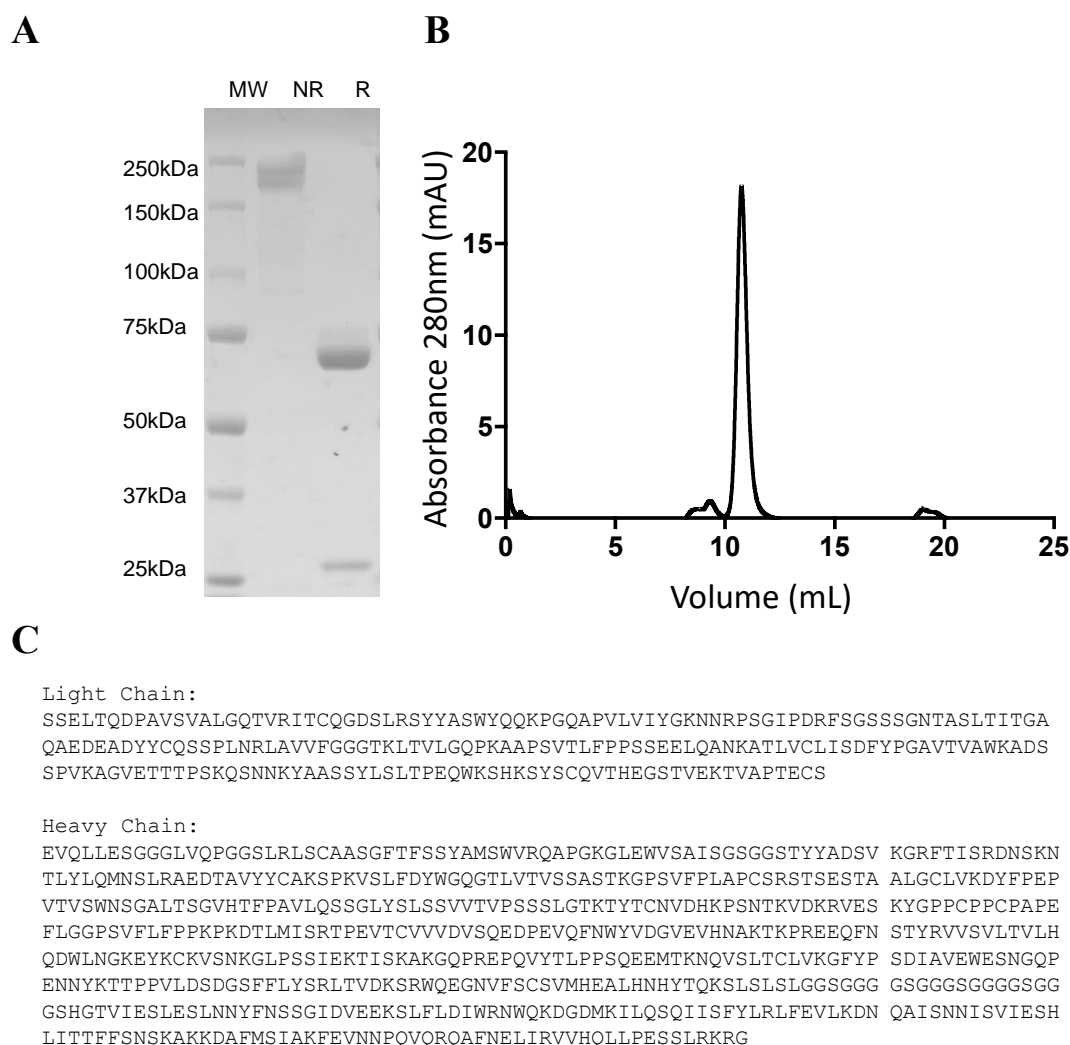 A
B
MW NR R
250kDa
150kDa
100kDa
75kDa
50kDa
37kDa
25kDa
Absorbance 280nm (mAU)
20
15
10
5
0
0 5 10 15 20 25
Volume (mL)
C
Light Chain:
SSELTQDPAVSVALGQTVRITCQGDSLRSYYASWYQQKPGQAPVLVIYGKNNRPSGIPDRFSGSSSGNTASLTITGA
QAEDEADYYCQSSPLNRLAVVFGGGTKLTVLGQPKAAPSVTLFPPSSEELQANKATLVCLISDFYPGAVTVAWKADS
SPVKAGVETTTPSKQSNNKYAASSYLSLTPEQWKSHKSYSCQVTHEGSTVEKTVAPTECS
Heavy Chain:
EVQLLESGGGLVQPGGSLRLSCAASGFTFSSYAMSWVRQAPGKGLEWVSAISGSGGSTYYADSV KGRFTISRDNSKN
TLYLQMNSLRAEDTAVYYCAKSPKVSLFDYWGQGTLVTVSSASTKGPSVFPLAPCSRSTSESTA ALGCLVKDYFPEP
VTVSWNSGALTSGVHTFPAVLQSSGLYSLSSVVTVPSSSLGTKTYTCNVDHKPSNTKVDKRVES KYGPPCPPCPAPE
FLGGPSVFLFPPKPKDTLMISRTPEVTCVVVDVSQEDPEVQFNWYVDGVEVHNAKTKPREEQFN STYRVVSVLTVLH
QDWLNGKEYKCKVSNKGLPSSIEKTISKAKGQPREPQVYTLPPSQEEMTKNQVSLTCLVKGFYP SDIAVEWESNGQP
ENNYKTTPPVLDSDGSFFLYSRLTVDKSRWQEGNVFSCSVMHEALHNHYTQKSLSLSLGGSGGG GSGGGGSGGGGSGG
GSHGTVIESLESLNNYFNSSGIDVEEKSLFLDIWRNWQKDGDMKILQSQIISFYLRLFEVLKDN QAISNNISVIESH
LITTFFSNSKAKKDAFMSIAKFEVNNPQVQRQAFNELIRVVHQLLPESSLRKRG